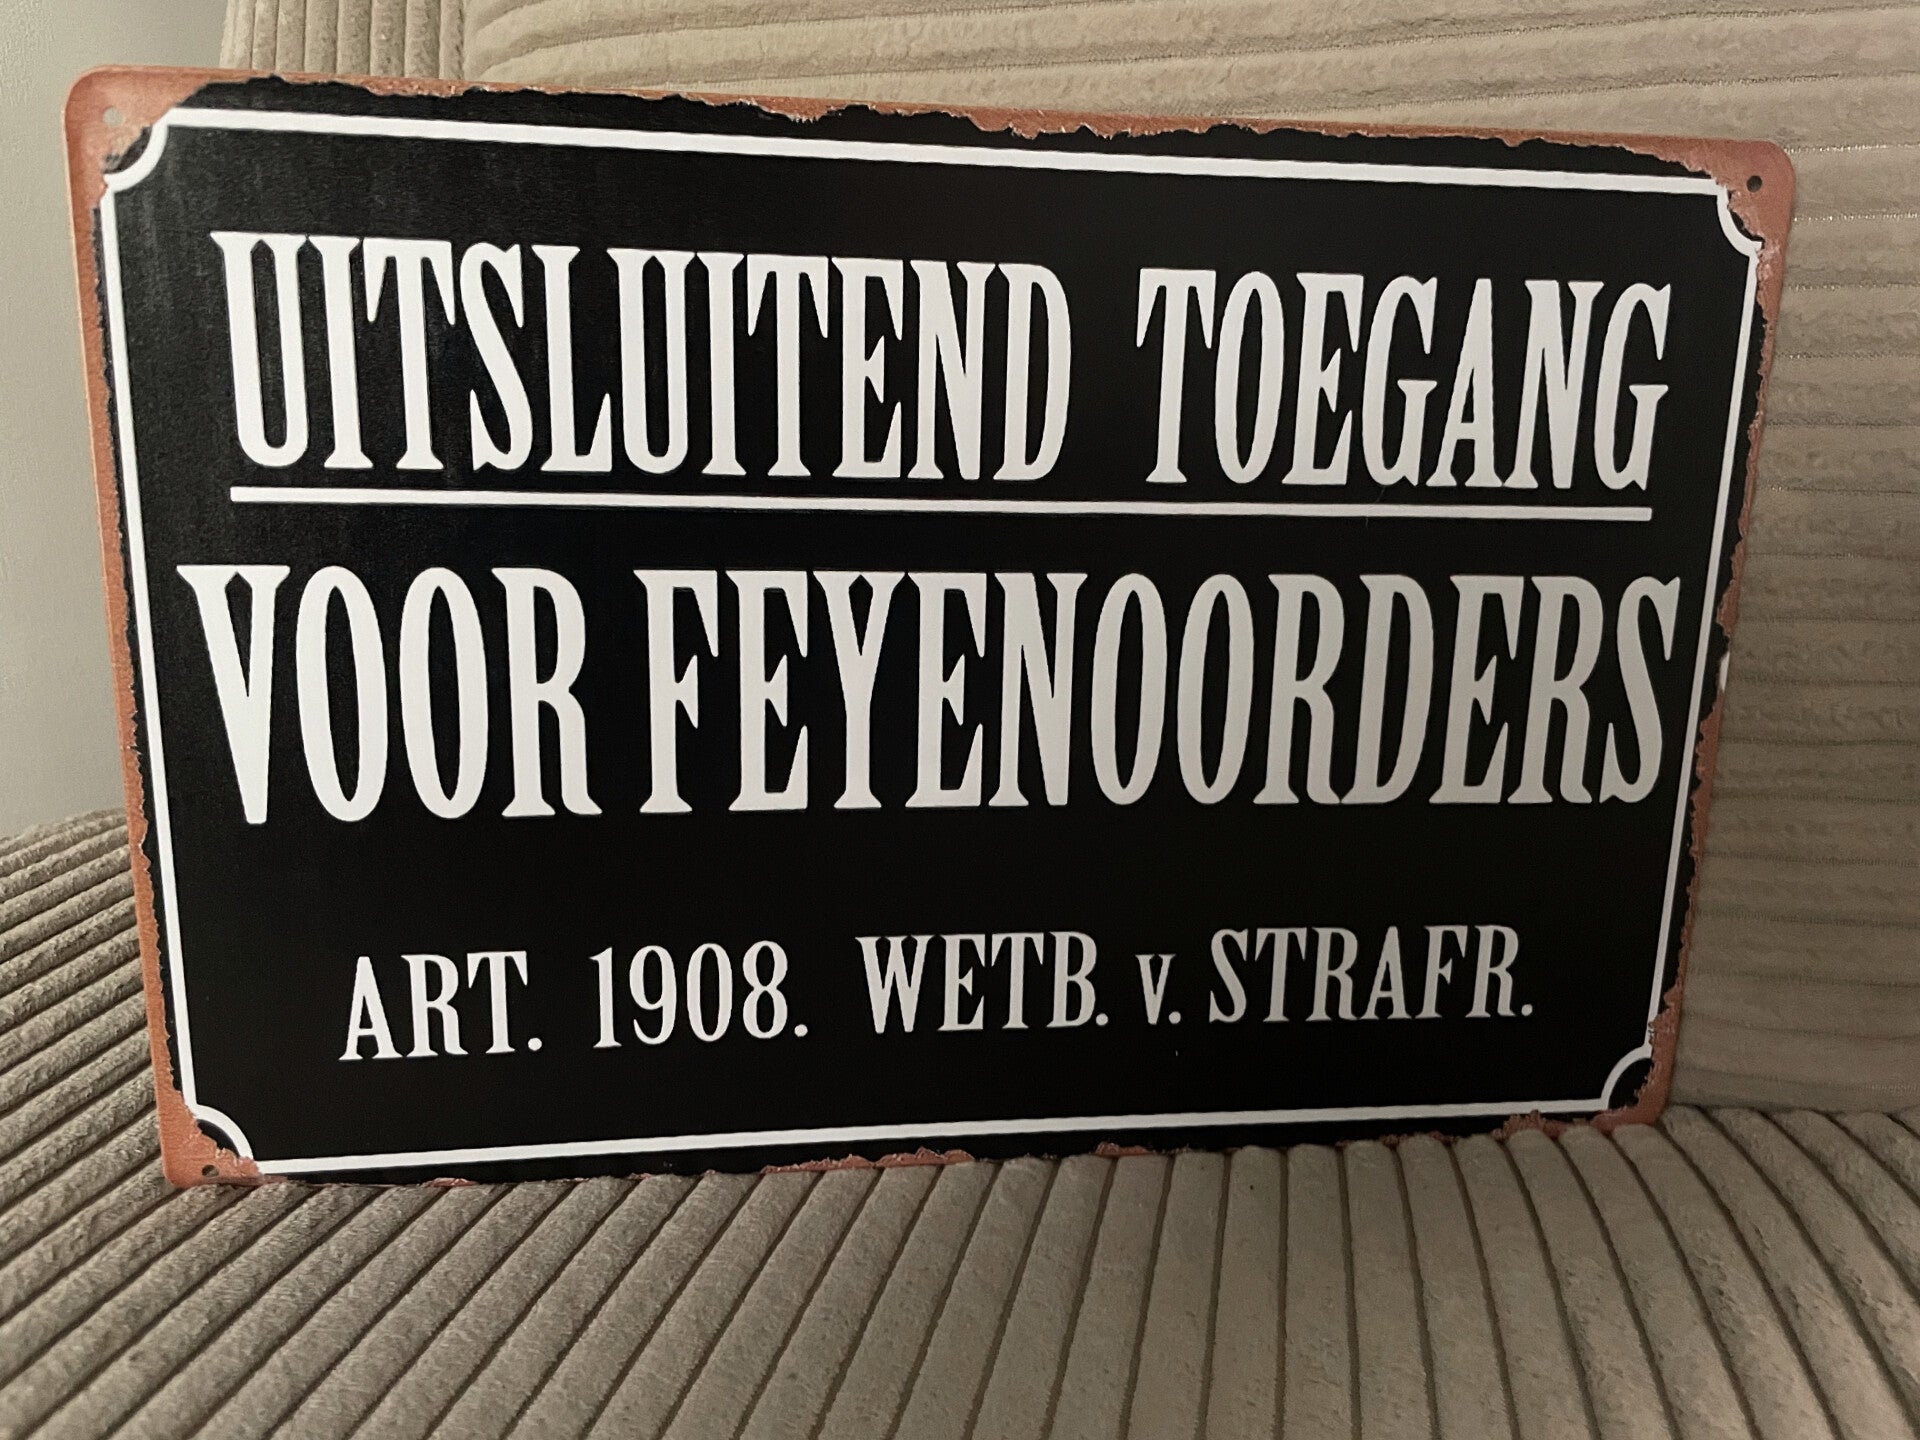 UITSLUITEND TOEGANG
VOOR FEYENOORDERS
ART. 1908. WETB. v. STRAFR.